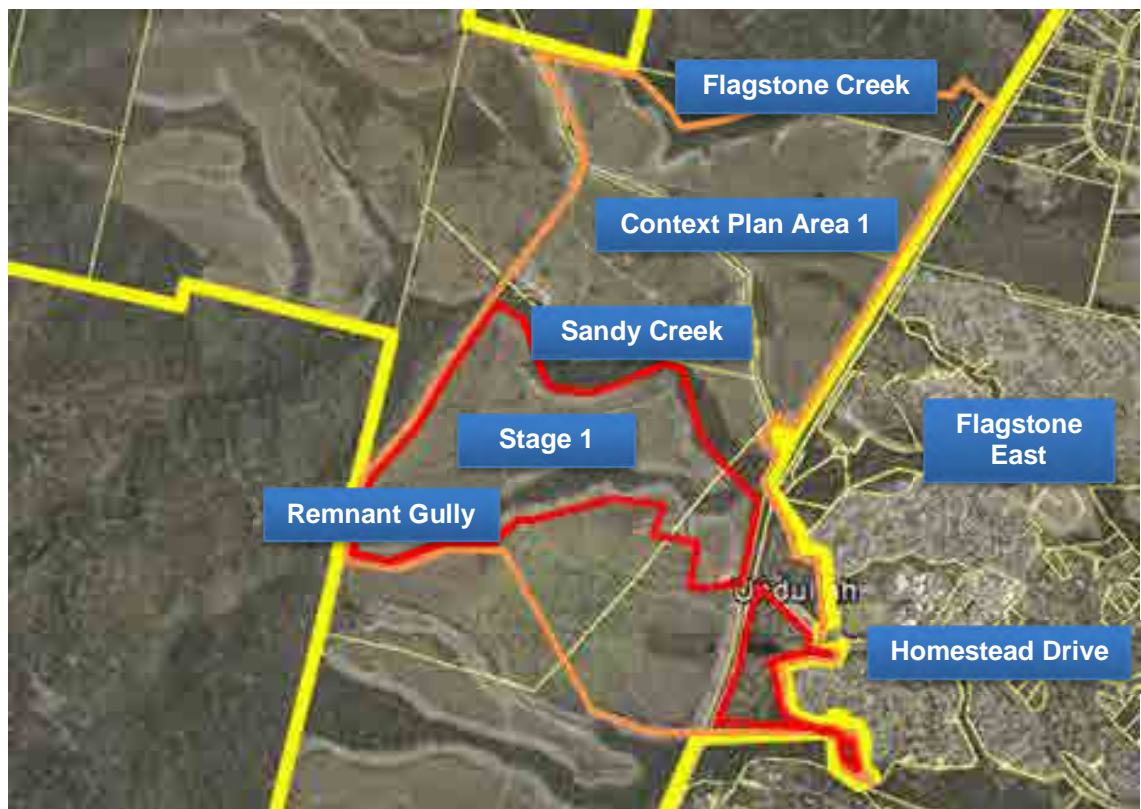 Flagstone Creek
Context Plan Area 1
Sandy Creek
Flagstone
East
Stage 1
Remnant Gully
Homestead Drive